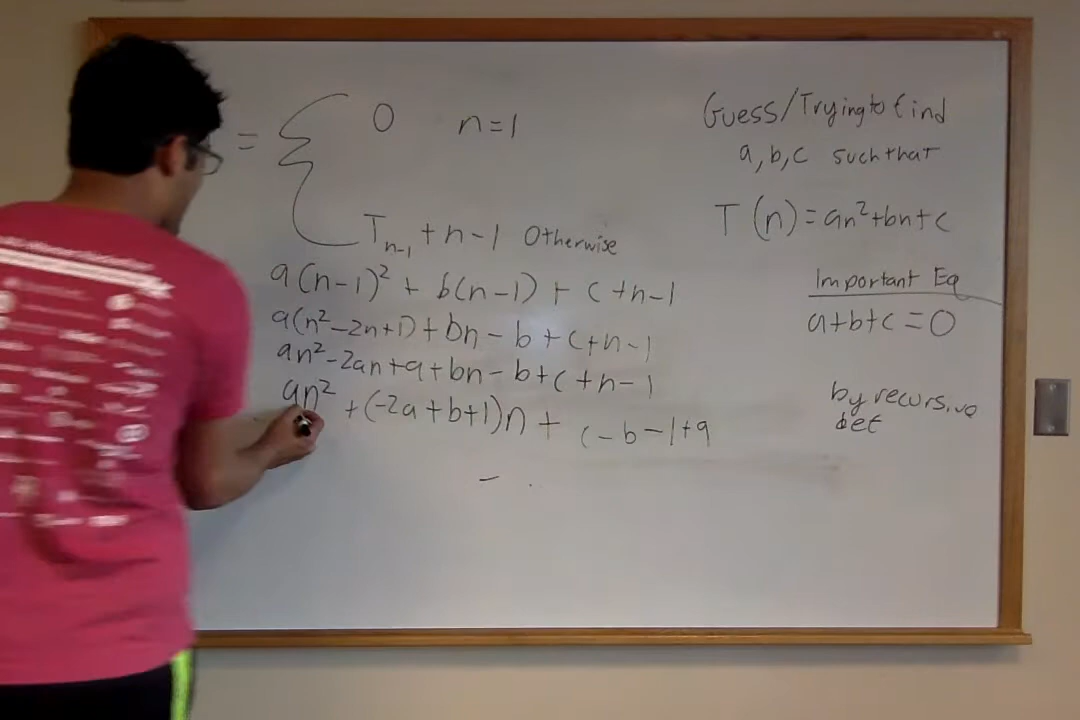 = { 0 n=1
T_{n-1} + n-1 Otherwise
a(n-1)² + b(n-1) + c+n-1
a(n²-2n+1)+bn-b+c+n-1
an²-2an+a+bn-b+c+n-1
an² +(-2a+b+1)n + c-b-1+a
Guess/Trying to find
a,b,c such that
T(n)=an²+bn+c
Important Eq
a+b+c=0
by recursive
det